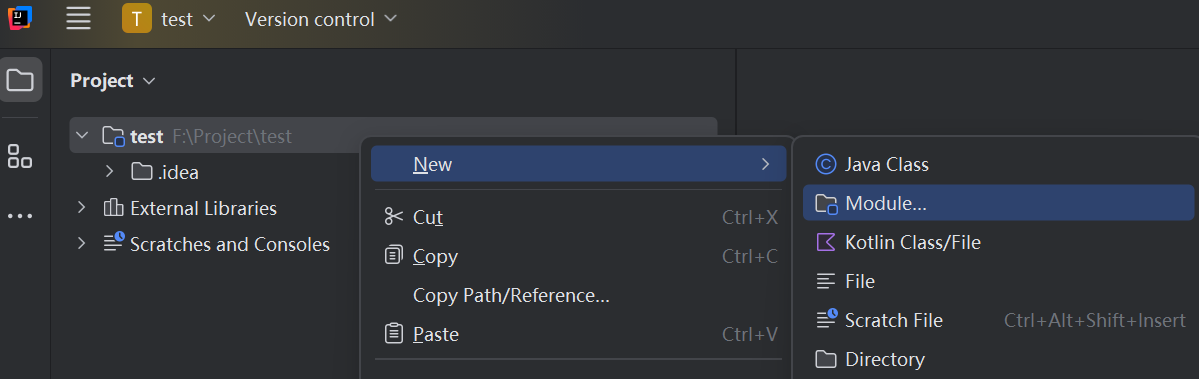 IJ
T test Version control
Project
test F:\Project\test
.idea
External Libraries
Scratches and Consoles
New
Cut Ctrl+X
Copy Ctrl+C
Copy Path/Reference...
Paste Ctrl+V
Java Class
Module...
Kotlin Class/File
File
Scratch File Ctrl+Alt+Shift+Insert
Directory